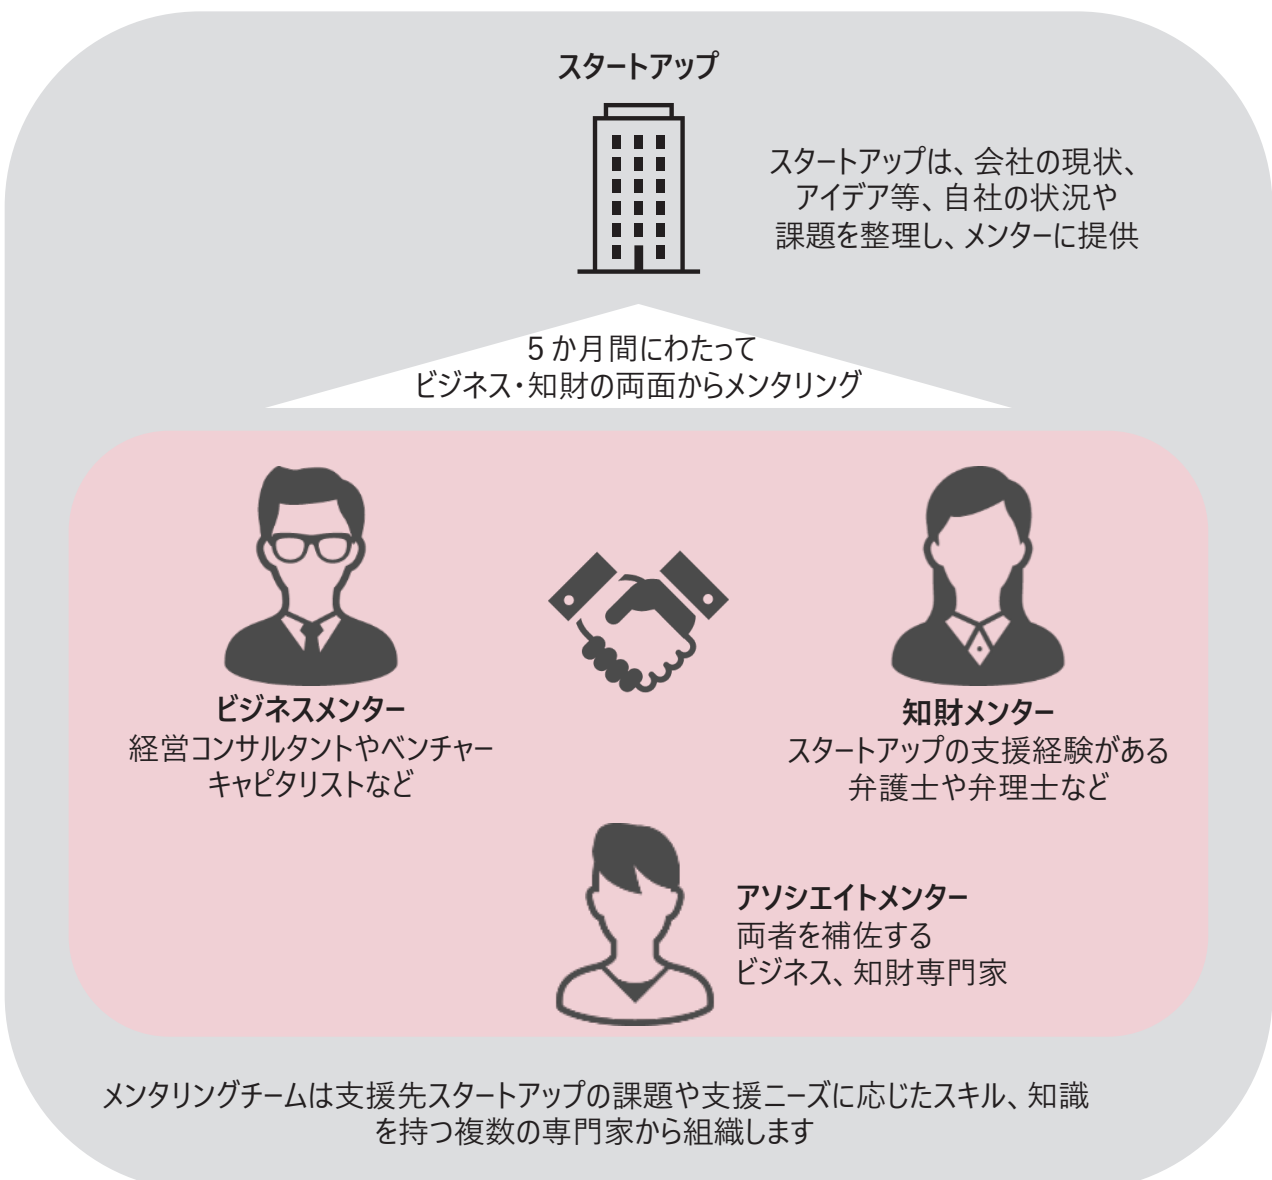 スタートアップ
スタートアップは、会社の現状、
アイデア等、自社の状況や
課題を整理し、メンターに提供
5か月間にわたって
ビジネス・知財の両面からメンタリング
ビジネスメンター
経営コンサルタントやベンチャー
キャピタリストなど
知財メンター
スタートアップの支援経験がある
弁護士や弁理士など
アソシエイトメンター
両者を補佐する
ビジネス、知財専門家
メンタリングチームは支援先スタートアップの課題や支援ニーズに応じたスキル、知識
を持つ複数の専門家から組織します